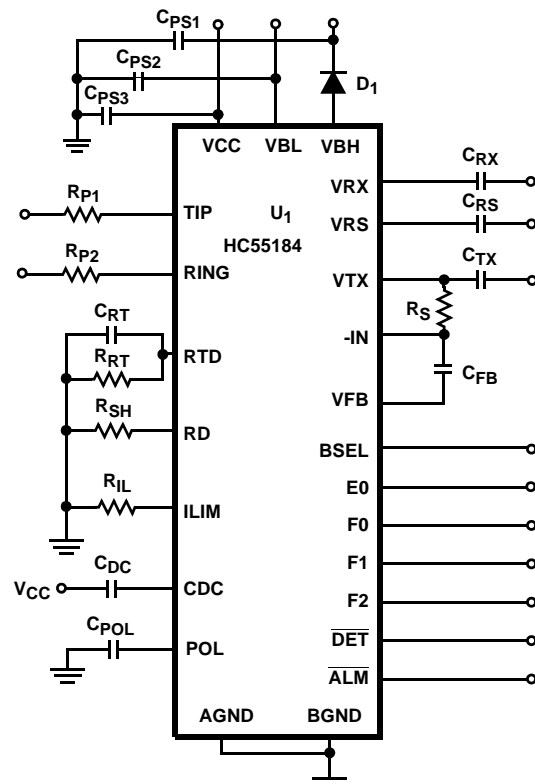 CPS1
CPS2
D1
CPS3
VCC VBL VBH
CRX
VRX
RP1
CRS
TIP
U1
VRS
HC55184
RP2
CTX
RING
VTX
RS
CRT
-IN
RTD
RRT
CFB
RSH
VFB
RD
BSEL
RIL
E0
ILIM
F0
CDC
F1
VCC
CDC
F2
CPOL
DET
POL
ALM
AGND BGND